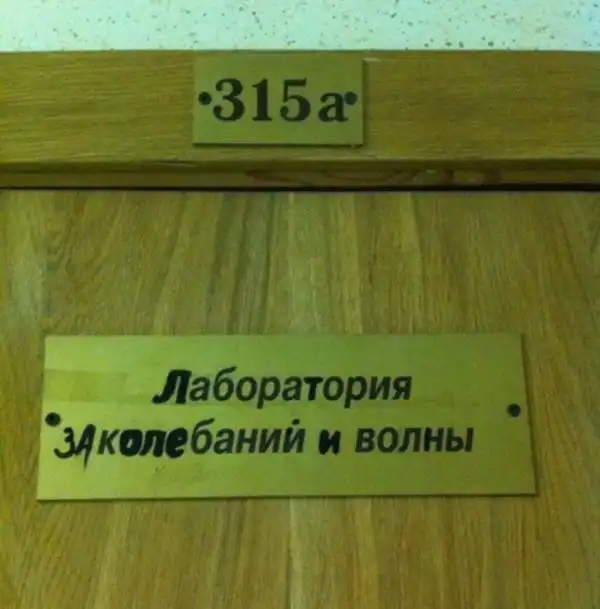 315а
Лаборатория
ЗАколебаний и волны